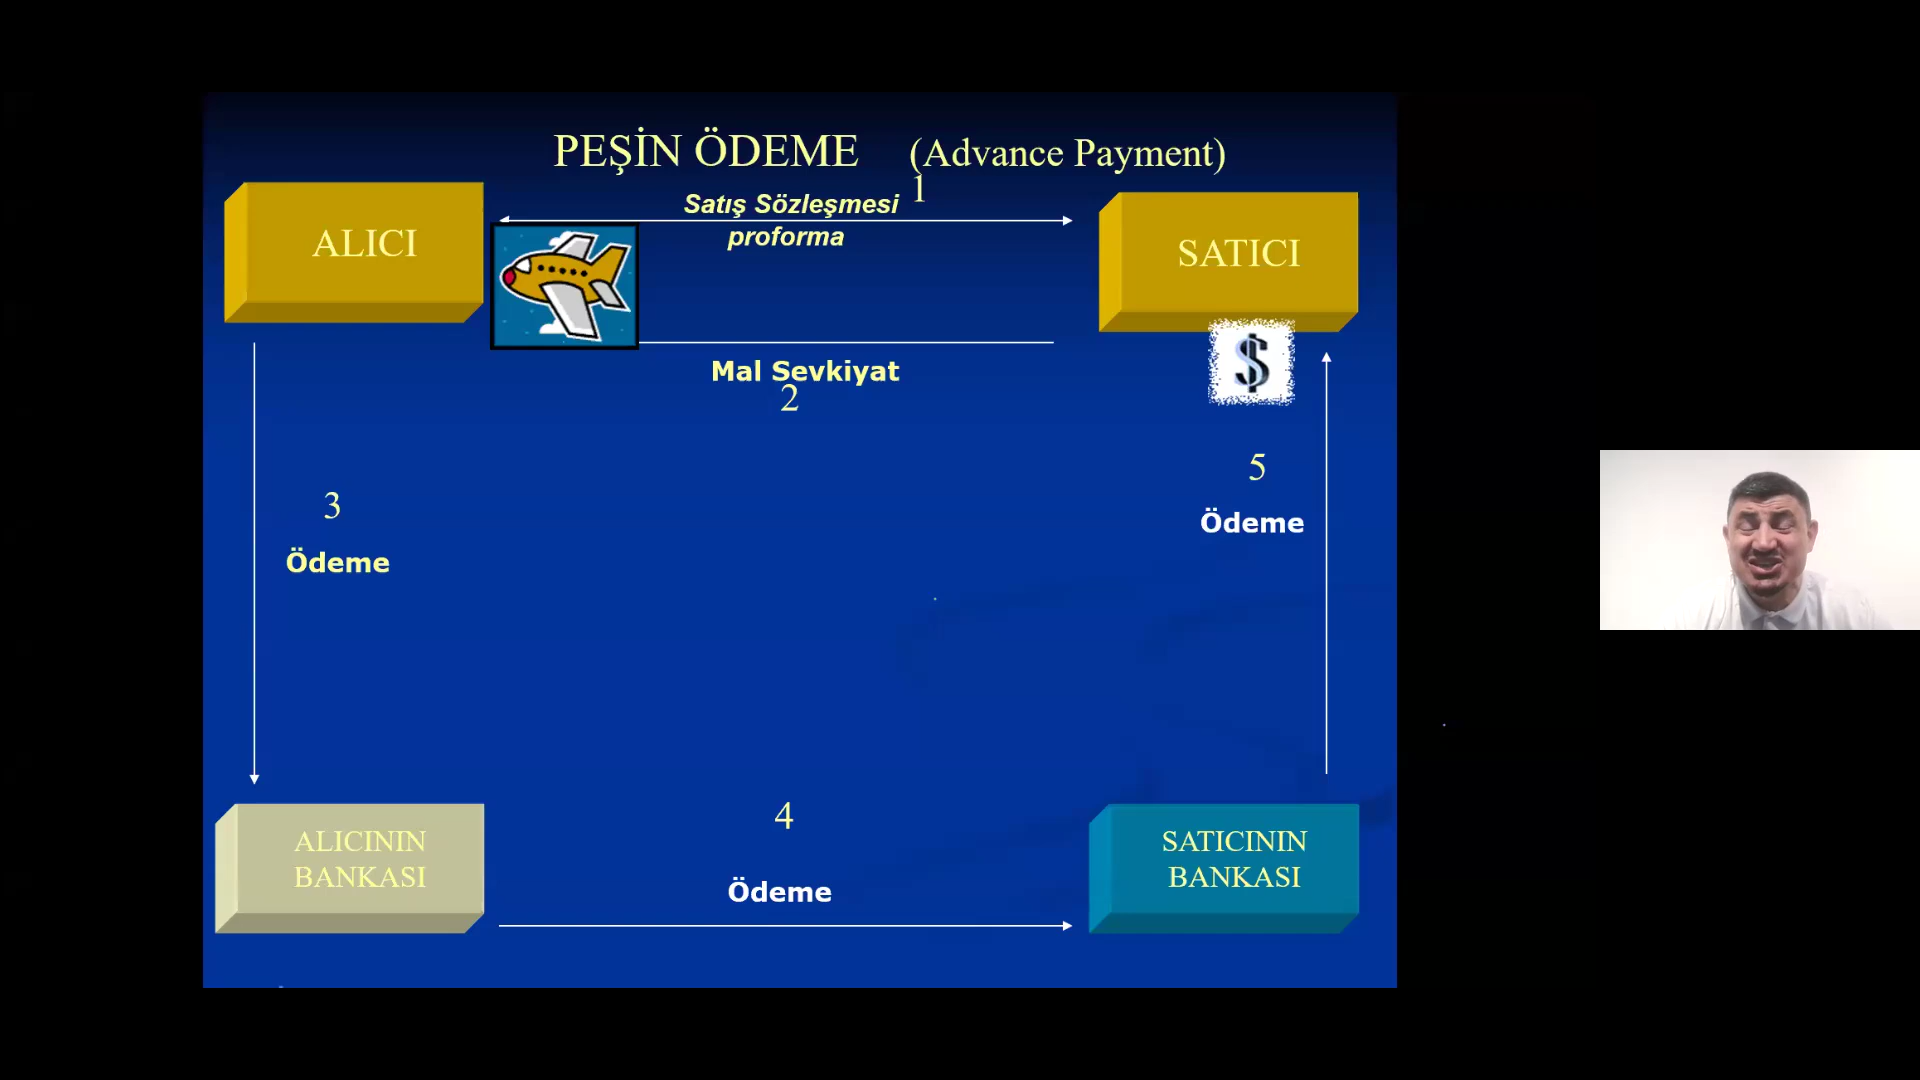 PEŞİN ÖDEME (Advance Payment)
1
Satış Sözleşmesi
proforma
ALICI
SATICI
$
Mal Sevkiyat
2
3
Ödeme
5
Ödeme
4
Ödeme
ALICININ
BANKASI
SATICININ
BANKASI